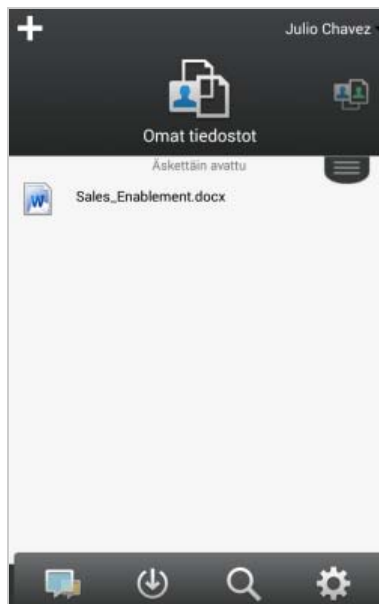 Julio Chavez
Omat tiedostot
Äskettäin avattu
Sales_Enablement.docx